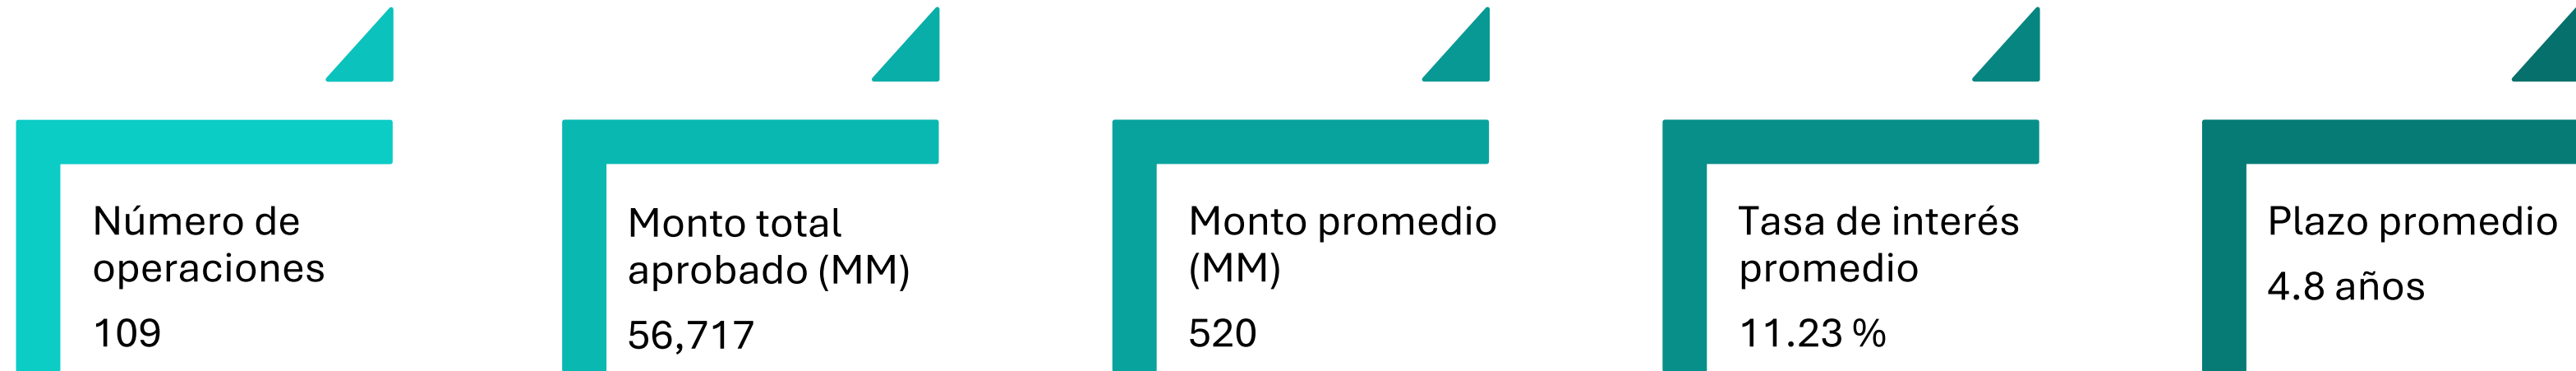 Número de
operaciones
109
Monto total
aprobado (MM)
56,717
Monto promedio
(MM)
520
Tasa de interés
promedio
11.23 %
Plazo promedio
4.8 años